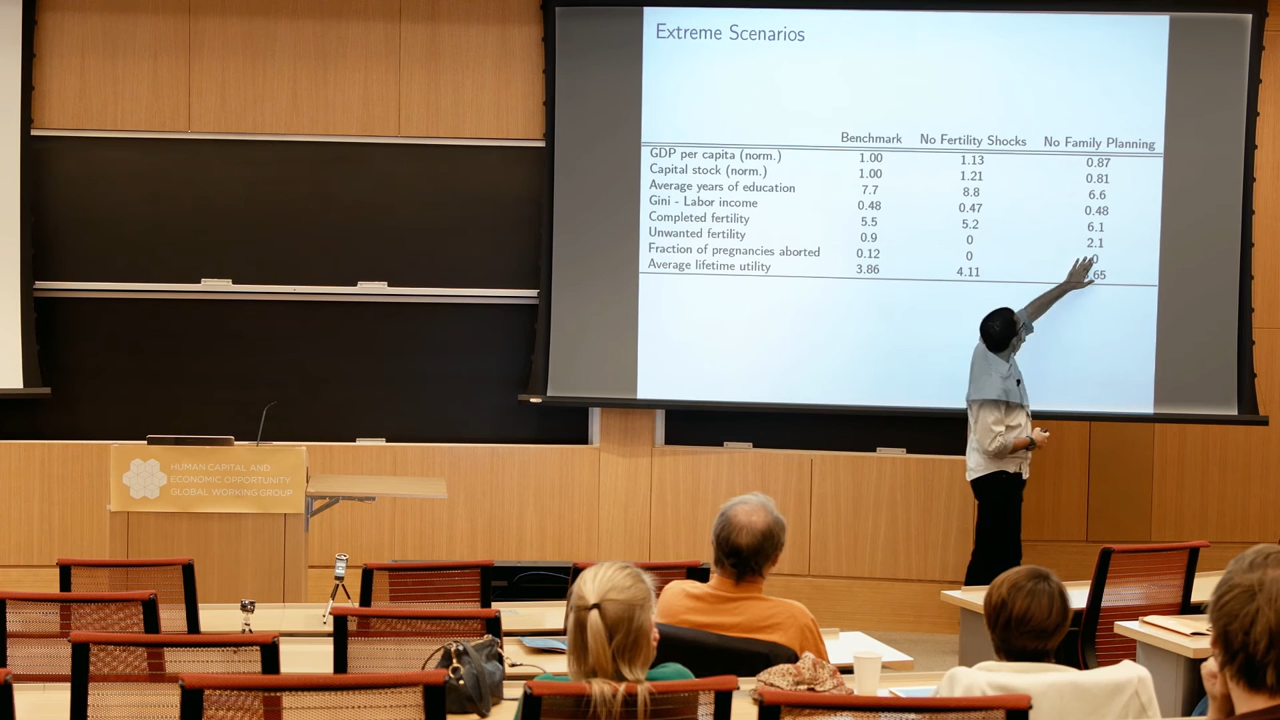 Extreme Scenarios
Benchmark No Fertility Shocks No Family Planning
GDP per capita (norm.) 1.00 1.13 0.87
Capital stock (norm.) 1.00 1.21 0.81
Average years of education 7.7 8.8 6.6
Gini - Labor income 0.48 0.47 0.48
Completed fertility 5.5 5.2 6.1
Unwanted fertility 0.9 0 2.1
Fraction of pregnancies aborted 0.12 0 0
Average lifetime utility 3.86 4.11
HUMAN CAPITAL AND
ECONOMIC OPPORTUNITY
GLOBAL WORKING GROUP